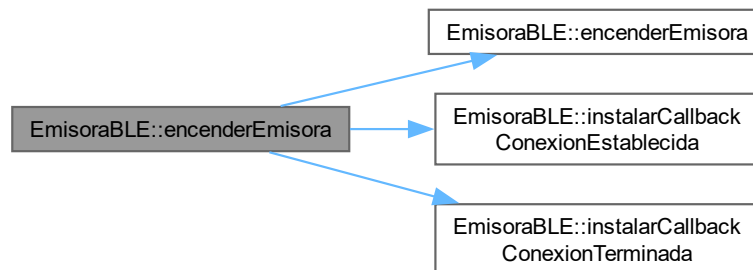 EmisoraBLE::encenderEmisora
EmisoraBLE::encenderEmisora
EmisoraBLE::instalarCallback
ConexionEstablecida
EmisoraBLE::instalarCallback
ConexionTerminada